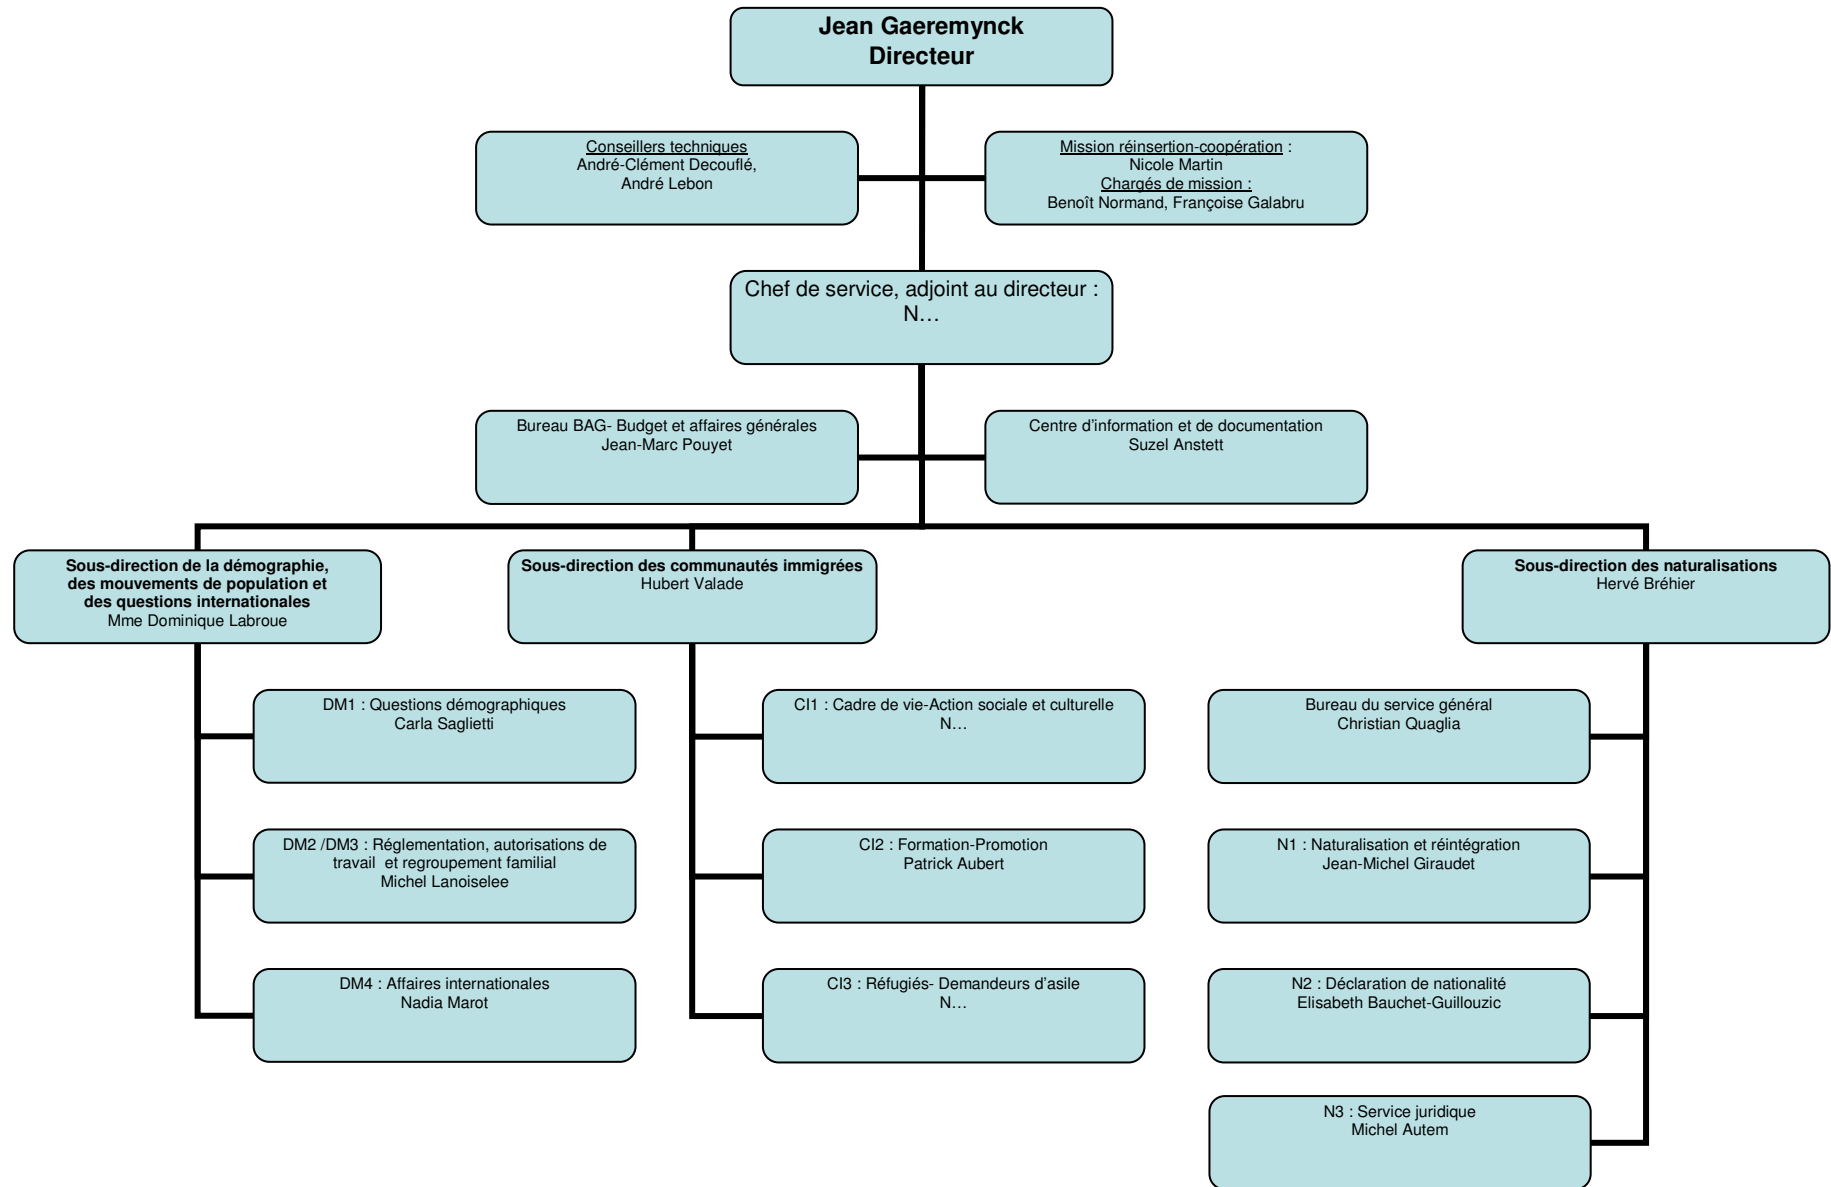 Jean Gaeremynck
Directeur
Conseillers techniques
André-Clément Decouflé,
André Lebon
Mission réinsertion-coopération :
Nicole Martin
Chargés de mission :
Benoît Normand, Françoise Galabru
Chef de service, adjoint au directeur :
N…
Bureau BAG- Budget et affaires générales
Jean-Marc Pouyet
Centre d'information et de documentation
Suzel Anstett
Sous-direction de la démographie,
des mouvements de population et
des questions internationales
Mme Dominique Labroue
Sous-direction des communautés immigrées
Hubert Valade
Sous-direction des naturalisations
Hervé Bréhier
DM1 : Questions démographiques
Carla Saglietti
CI1 : Cadre de vie-Action sociale et culturelle
N…
Bureau du service général
Christian Quaglia
DM2 /DM3 : Réglementation, autorisations de
travail et regroupement familial
Michel Lanoiselee
CI2 : Formation-Promotion
Patrick Aubert
N1 : Naturalisation et réintégration
Jean-Michel Giraudet
DM4 : Affaires internationales
Nadia Marot
CI3 : Réfugiés- Demandeurs d'asile
N…
N2 : Déclaration de nationalité
Elisabeth Bauchet-Guillouzic
N3 : Service juridique
Michel Autem